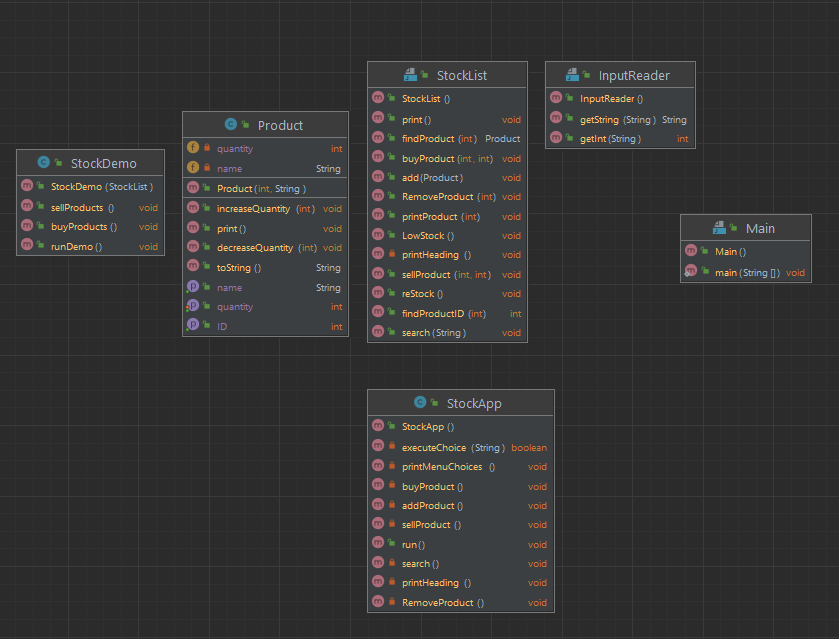 StockDemo
StockDemo (StockList )
sellProducts () void
buyProducts () void
runDemo () void
Product
quantity int
name String
Product (int, String )
increaseQuantity (int) void
print () void
decreaseQuantity (int) void
toString () String
name String
quantity int
ID int
StockList
StockList ()
print () void
findProduct (int) Product
buyProduct (int, int) void
add (Product ) void
RemoveProduct (int) void
printProduct (int) void
LowStock () void
printHeading () void
sellProduct (int, int) void
reStock () void
findProductID (int) int
search (String ) void
InputReader
InputReader ()
getString (String ) String
getInt (String ) int
Main
Main ()
main (String []) void
StockApp
StockApp ()
executeChoice (String ) boolean
printMenuChoices () void
buyProduct () void
addProduct () void
sellProduct () void
run () void
search () void
printHeading () void
RemoveProduct () void